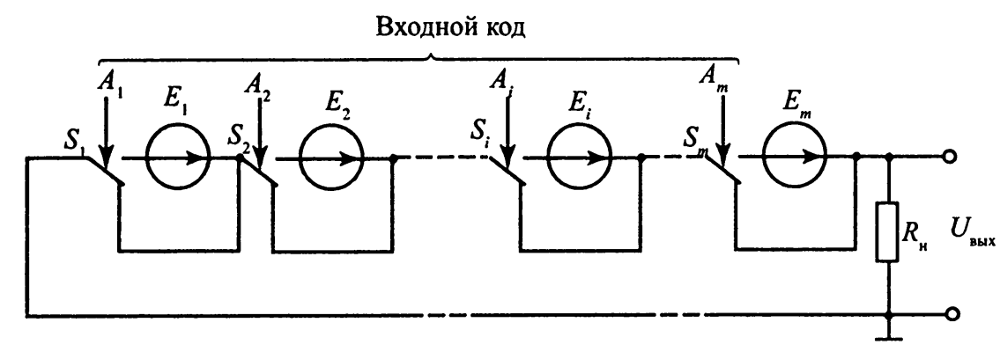 Входной код
A₁ E₁ A₂ E₂ Aᵢ Eᵢ Aₘ Eₘ
S₁ S₂ Sᵢ Sₘ
Rн Uвых